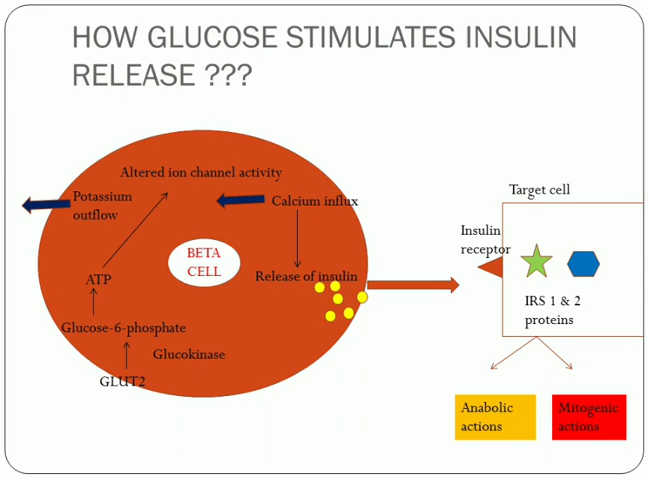 HOW GLUCOSE STIMULATES INSULIN
RELEASE ???
Altered ion channel activity
Potassium
outflow
Calcium influx
BETA
CELL
ATP
Release of insulin
Glucose-6-phosphate
Glucokinase
GLUT2
Target cell
Insulin
receptor
IRS 1 & 2
proteins
Anabolic
actions
Mitogenic
actions